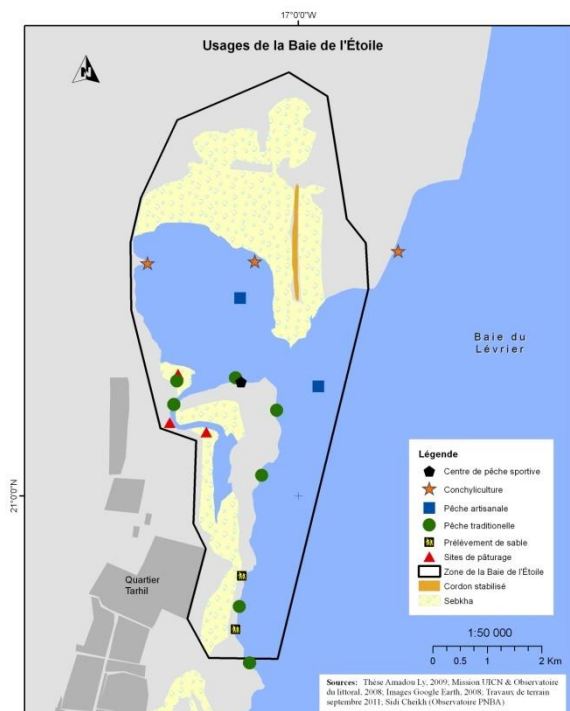 17°0'0"W
Usages de la Baie de l'Étoile
N
Baie du
Lévrier
21°0'0"N
Quartier
Tarhil
Légende
Centre de pêche sportive
Conchyliculture
Pêche artisanale
Pêche traditionelle
Prélèvement de sable
Sites de pâturage
Zone de la Baie de l'Étoile
Cordon stabilisé
Sebkha
1:50 000
0 0,5 1 2 Km
Sources: Thèse Amadou Ly, 2009; Mission UICN & Observatoire
du littoral, 2008; Images Google Earth, 2008; Travaux de terrain
septembre 2011; Sidi Cheikh (Observatoire PNBA)